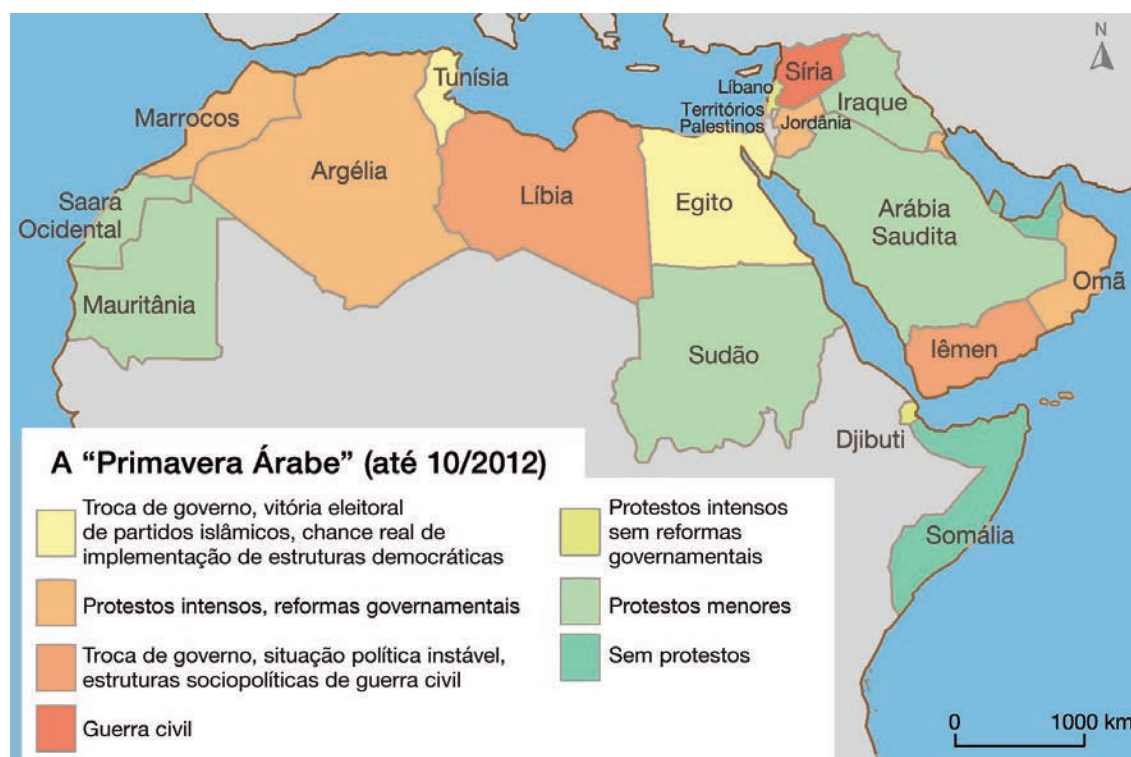 N
Tunísia
Síria
Líbano
Iraque
Marrocos
Territórios
Palestinos
Jordânia
Argélia
Líbia
Egito
Saara
Ocidental
Arábia
Saudita
Mauritânia
Omã
Sudão
Iêmen
Djibuti
Somália
A “Primavera Árabe” (até 10/2012)
Troca de governo, vitória eleitoral
de partidos islâmicos, chance real de
implementação de estruturas democráticas
Protestos intensos, reformas governamentais
Troca de governo, situação política instável,
estruturas sociopolíticas de guerra civil
Guerra civil
Protestos intensos
sem reformas
governamentais
Protestos menores
Sem protestos
0 1000 km